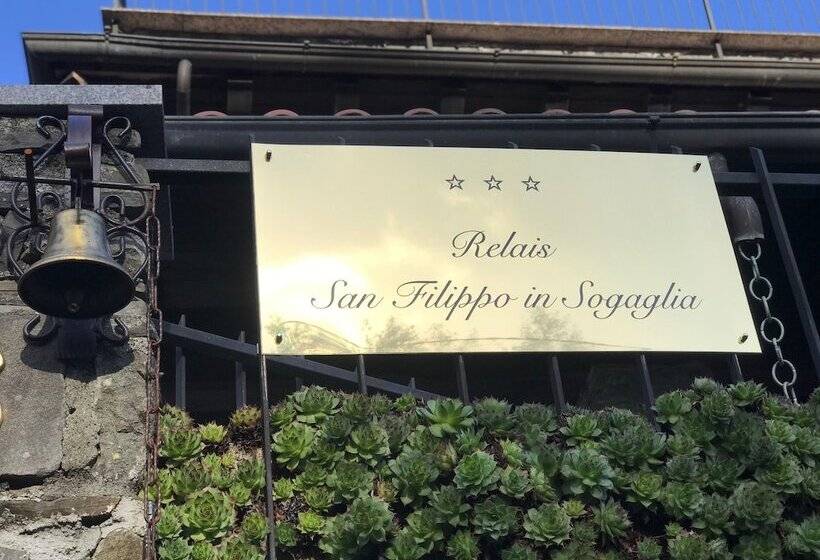 ☆ ☆ ☆
Relais
San Filippo in Sogaglia